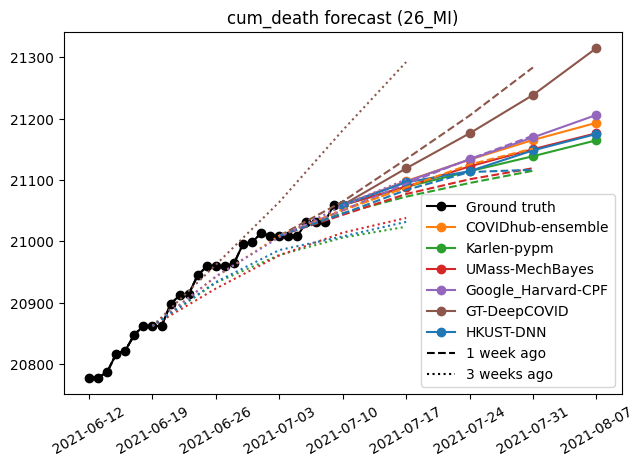 cum_death forecast (26_MI)
21300
21200
21100
21000
20900
20800
Ground truth
COVIDhub-ensemble
Karlen-pypm
UMass-MechBayes
Google_Harvard-CPF
GT-DeepCOVID
HKUST-DNN
1 week ago
3 weeks ago
2021-06-12
2021-06-19
2021-06-26
2021-07-03
2021-07-10
2021-07-17
2021-07-24
2021-07-31
2021-08-07